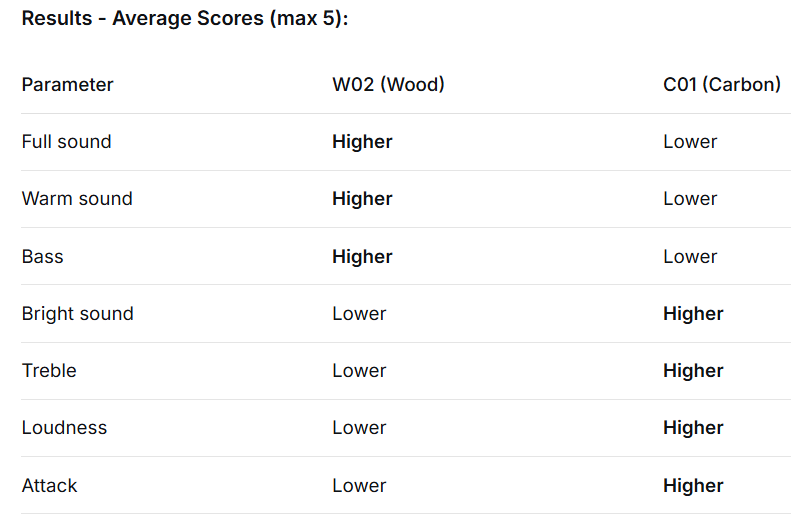 Results - Average Scores (max 5):
Parameter W02 (Wood) C01 (Carbon)
Full sound Higher Lower
Warm sound Higher Lower
Bass Higher Lower
Bright sound Lower Higher
Treble Lower Higher
Loudness Lower Higher
Attack Lower Higher